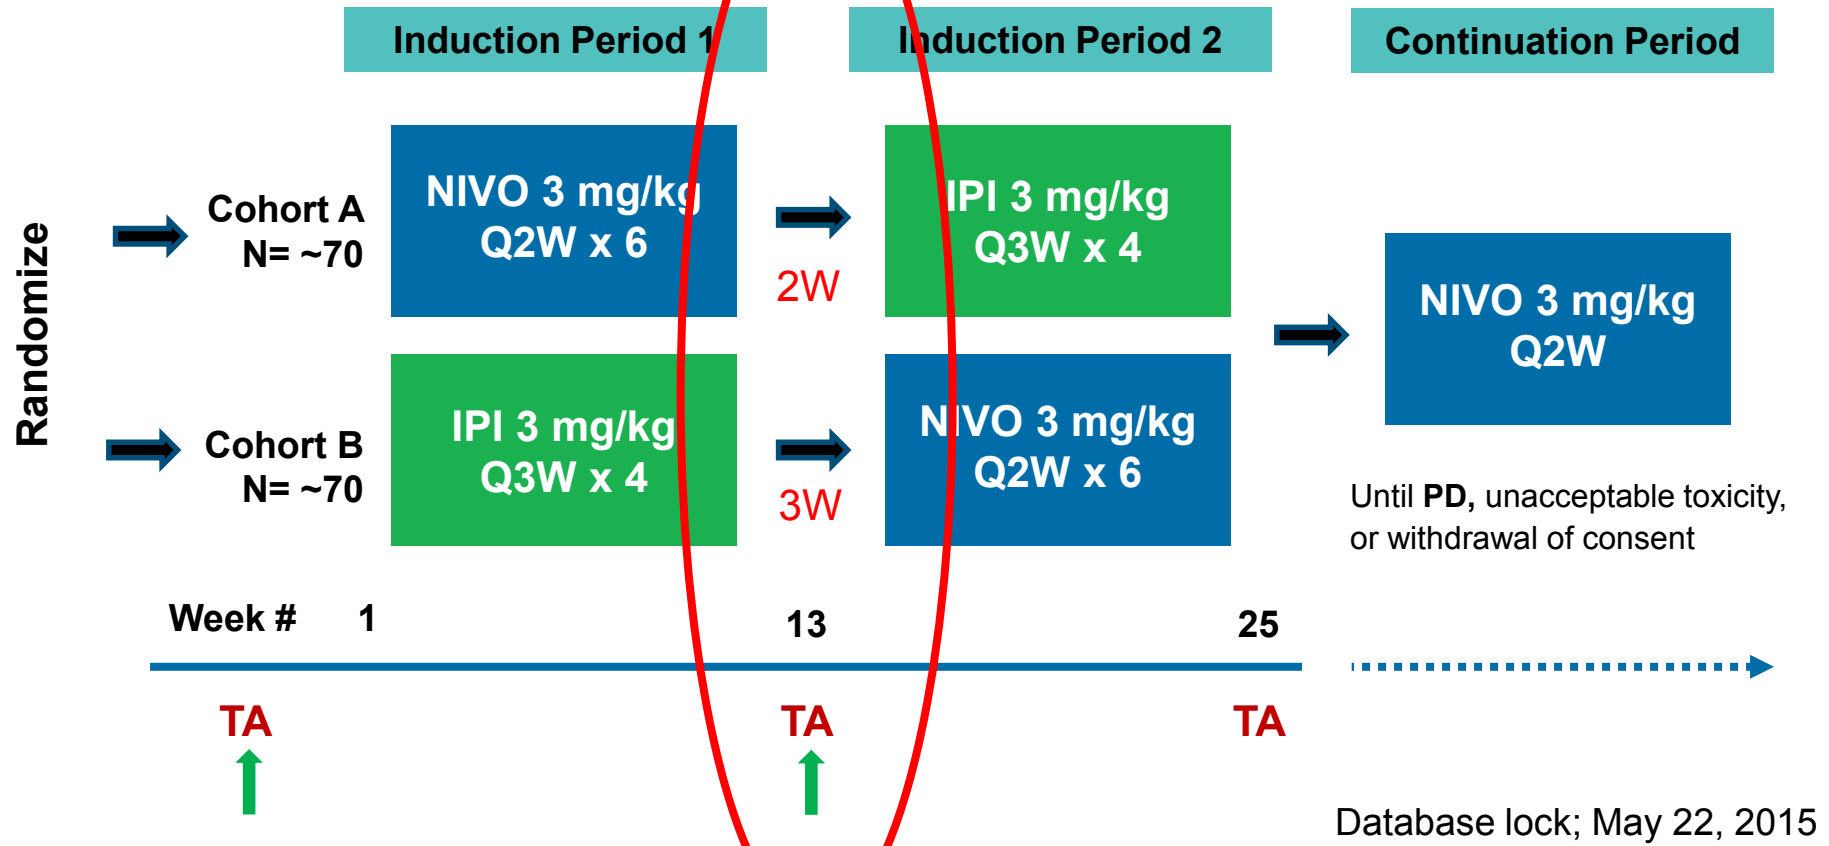 Induction Period 1
Induction Period 2
Continuation Period
Randomize
Cohort A
N= ~70
NIVO 3 mg/kg
Q2W x 6
2W
IPI 3 mg/kg
Q3W x 4
Cohort B
N= ~70
IPI 3 mg/kg
Q3W x 4
3W
NIVO 3 mg/kg
Q2W x 6
NIVO 3 mg/kg
Q2W
Until PD, unacceptable toxicity,
or withdrawal of consent
Week # 1 13 25
TA TA TA
Database lock; May 22, 2015